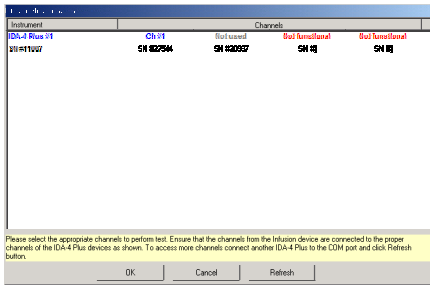 Instrument Channels
IDA-4 Plus #1 Ch #1 Not used Not functional Not functional
SN #11007 SN #27544 SN #20937 SN #[] SN #[]
Please select the appropriate channels to perform test. Ensure that the channels from the Infusion device are connected to the proper
channels of the IDA-4 Plus devices as shown. To access more channels connect another IDA-4 Plus to the COM port and click Refresh
button.
OK Cancel Refresh